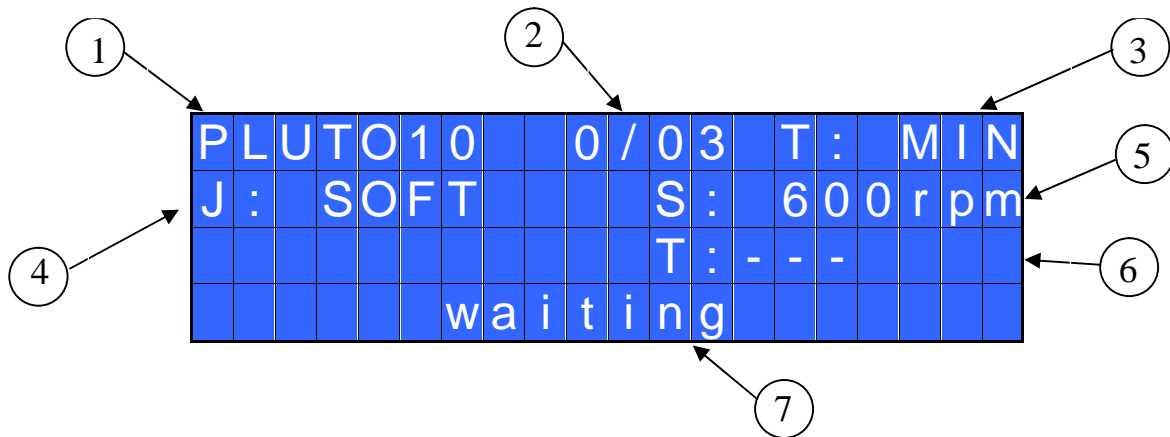 1
2
3
PLUTO10 0/03 T: MIN
J: SOFT S: 600rpm
5
4
T:---
6
waiting
7